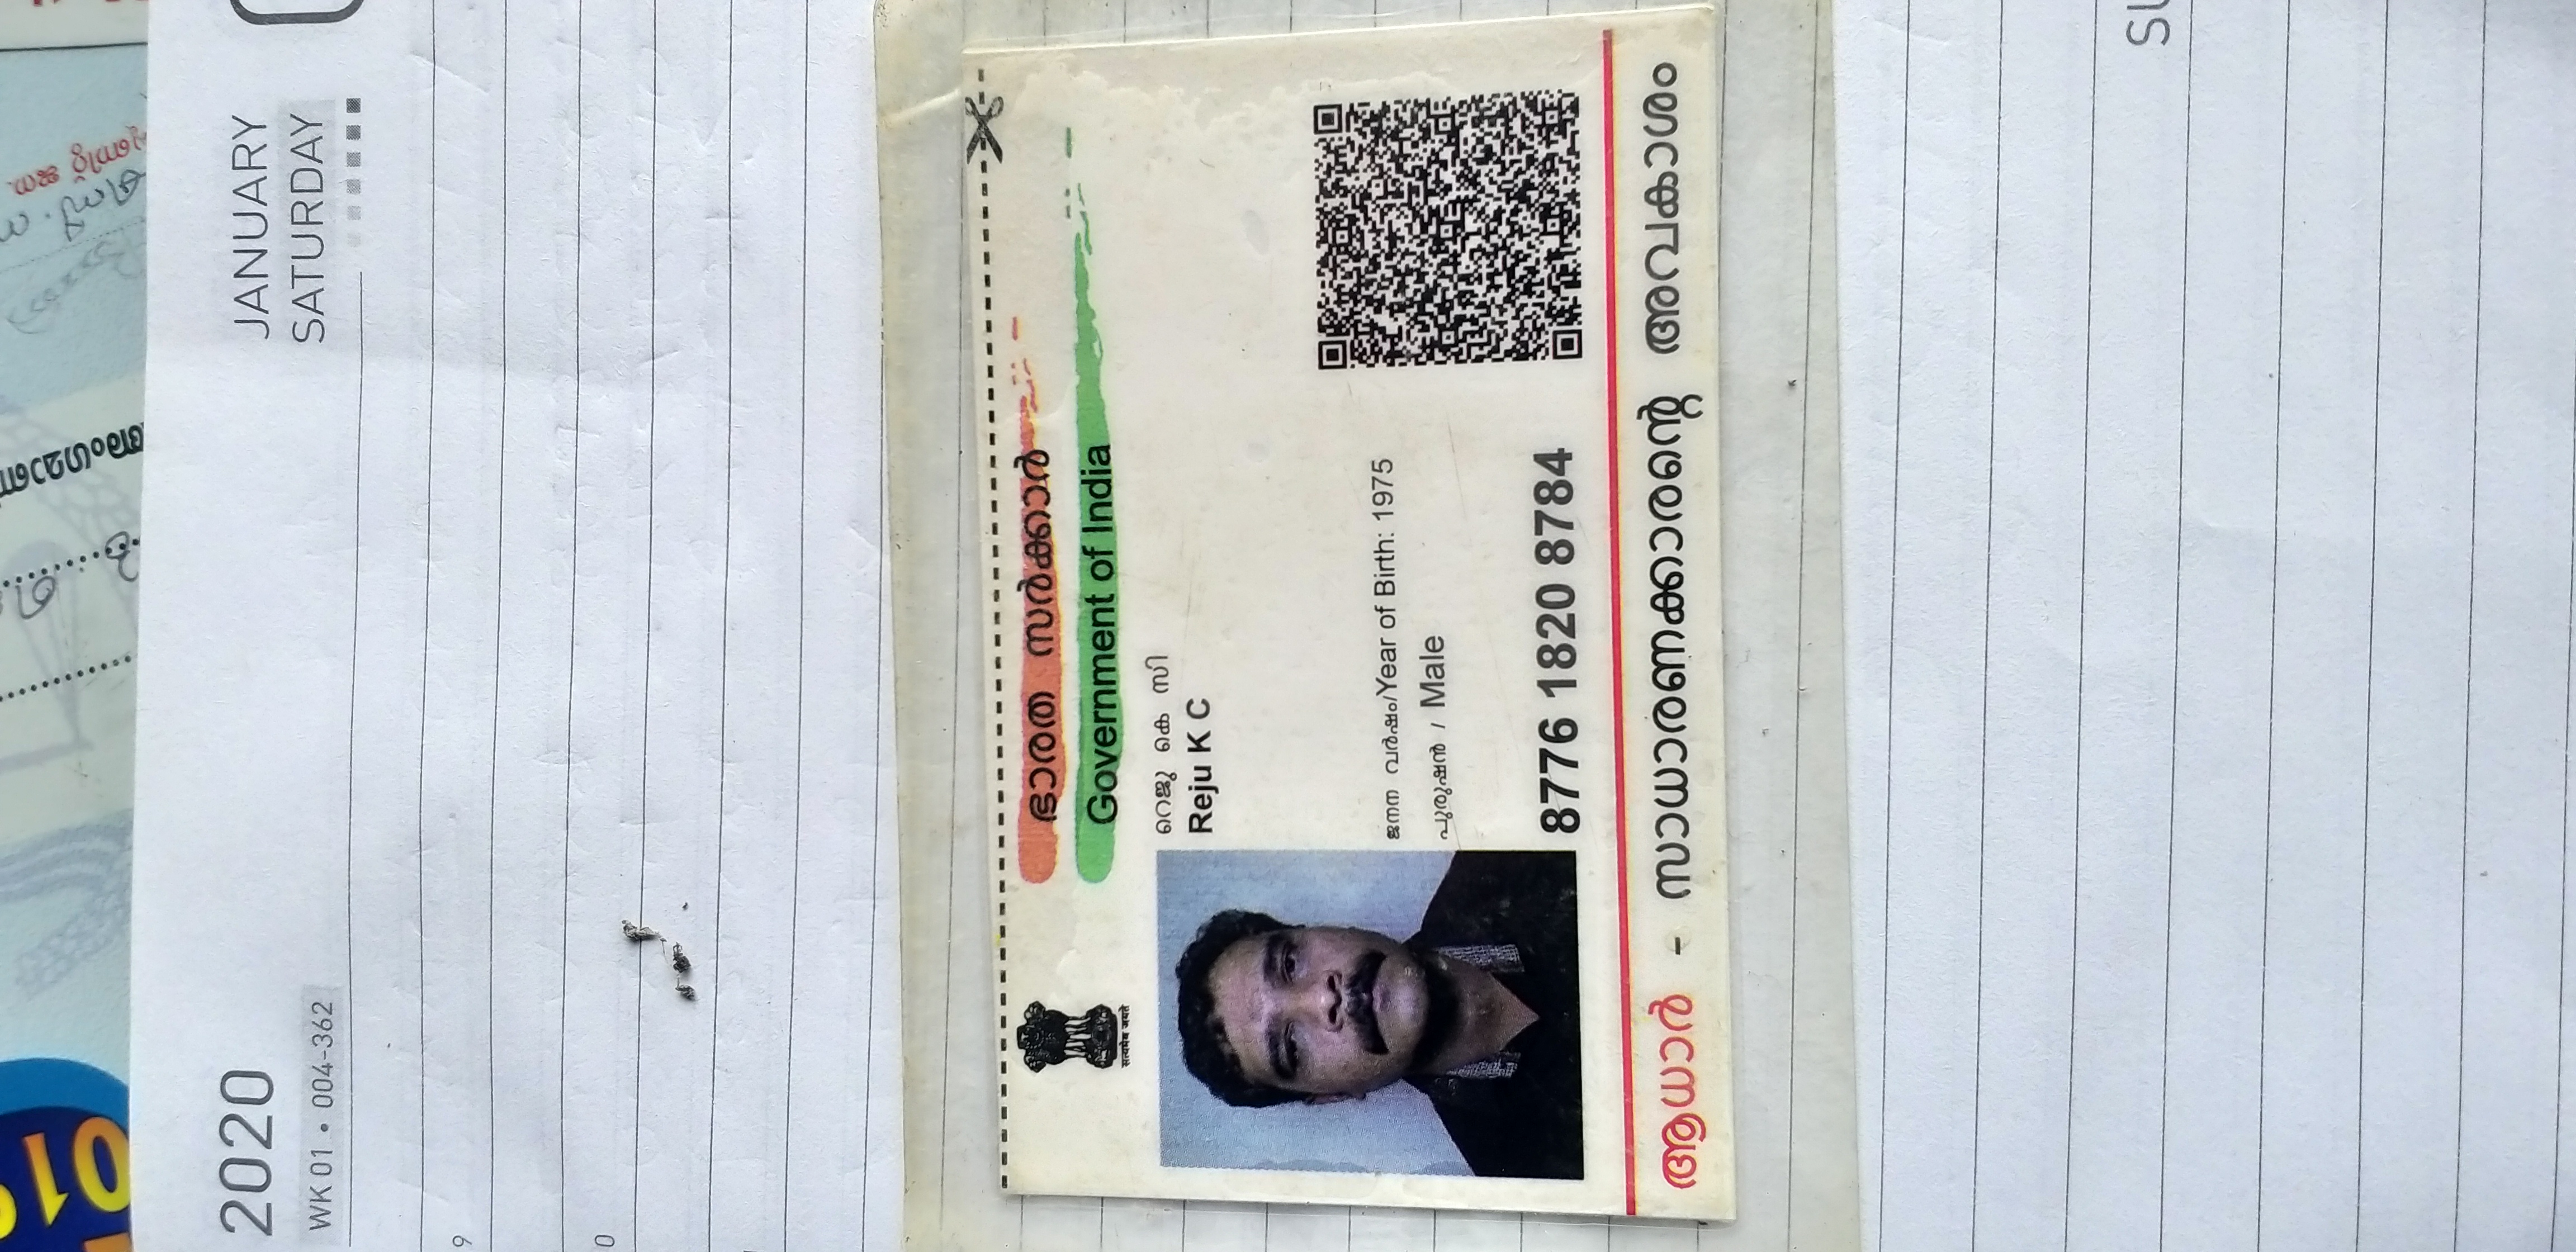 2020
JANUARY
WK 01 • 004-362
SATURDAY
9
0
ഭാരത സർക്കാർ
Government of India
सत्यमेव जयते
റെജു കെ സി
Reju K C
ജനന വർഷം/Year of Birth: 1975
പുരുഷൻ / Male
8776 1820 8784
ആധാർ - സാധാരണക്കാരന്റെ അവകാശം